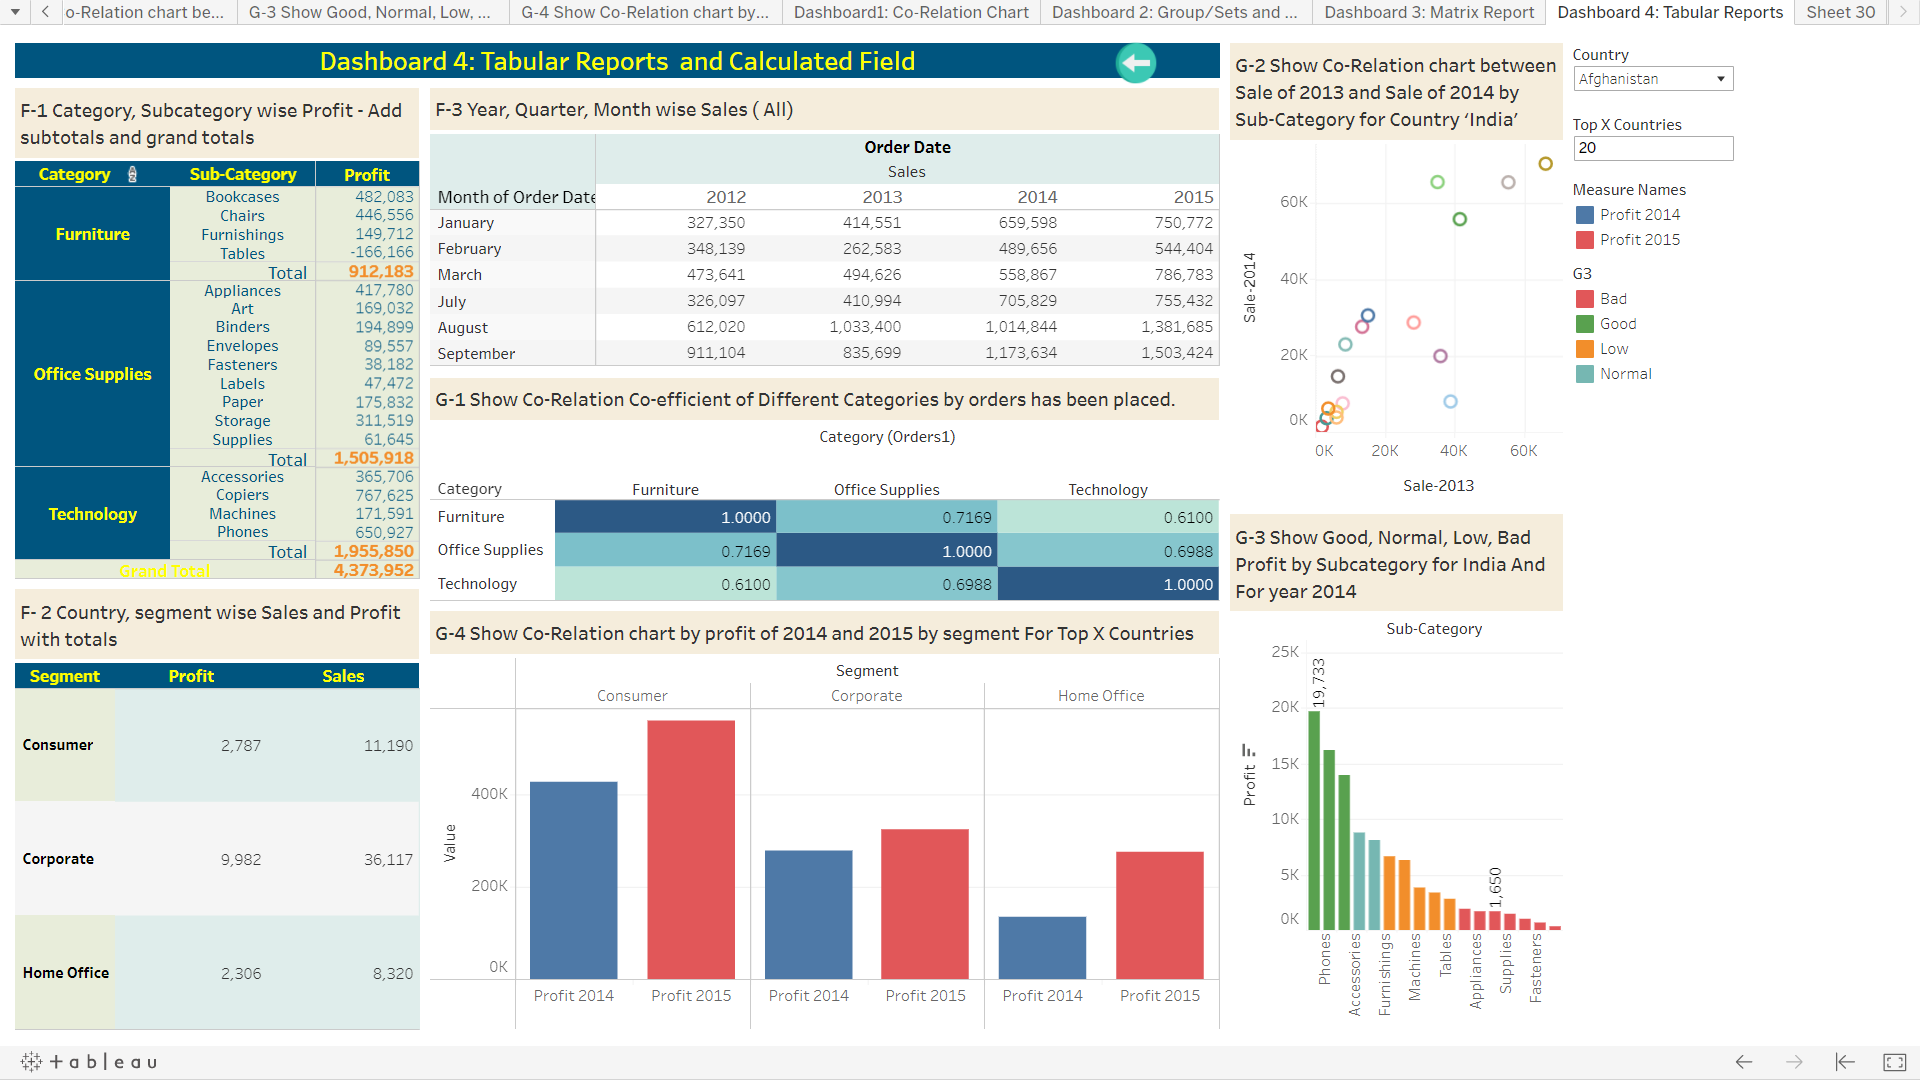 o-Relation chart be...
G-3 Show Good, Normal, Low, ...
G-4 Show Co-Relation chart by...
Dashboard1: Co-Relation Chart
Dashboard 2: Group/Sets and ...
Dashboard 3: Matrix Report
Dashboard 4: Tabular Reports
Sheet 30
Dashboard 4: Tabular Reports and Calculated Field
F-1 Category, Subcategory wise Profit - Add
subtotals and grand totals
Category Sub-Category Profit
Furniture
Bookcases 482,083
Chairs 446,556
Furnishings 149,712
Tables -166,166
Total 912,183
Office Supplies
Appliances 417,780
Art 169,032
Binders 194,899
Envelopes 89,557
Fasteners 38,182
Labels 47,472
Paper 175,832
Storage 311,519
Supplies 61,645
Total 1,505,918
Technology
Accessories 365,706
Copiers 767,625
Machines 171,591
Phones 650,927
Total 1,955,850
Grand Total 4,373,952
F- 2 Country, segment wise Sales and Profit
with totals
Segment Profit Sales
Consumer 2,787 11,190
Corporate 9,982 36,117
Home Office 2,306 8,320
F-3 Year, Quarter, Month wise Sales ( All)
Order Date
Sales
Month of Order Date 2012 2013 2014 2015
January 327,350 414,551 659,598 750,772
February 348,139 262,583 489,656 544,404
March 473,641 494,626 558,867 786,783
July 326,097 410,994 705,829 755,432
August 612,020 1,033,400 1,014,844 1,381,685
September 911,104 835,699 1,173,634 1,503,424
G-1 Show Co-Relation Co-efficient of Different Categories by orders has been placed.
Category (Orders1)
Category Furniture Office Supplies Technology
Furniture 1.0000 0.7169 0.6100
Office Supplies 0.7169 1.0000 0.6988
Technology 0.6100 0.6988 1.0000
G-4 Show Co-Relation chart by profit of 2014 and 2015 by segment For Top X Countries
Segment
Consumer Corporate Home Office
Value
400K
200K
0K
Profit 2014 Profit 2015 Profit 2014 Profit 2015 Profit 2014 Profit 2015
G-2 Show Co-Relation chart between
Sale of 2013 and Sale of 2014 by
Sub-Category for Country ‘India’
Sale-2014
60K
40K
20K
0K
0K 20K 40K 60K
Sale-2013
G-3 Show Good, Normal, Low, Bad
Profit by Subcategory for India And
For year 2014
Sub-Category
Profit
25K
20K
15K
10K
5K
0K
19,733
1,650
Phones
Accessories
Furnishings
Machines
Tables
Appliances
Supplies
Fasteners
Country
Afghanistan
Top X Countries
20
Measure Names
Profit 2014
Profit 2015
G3
Bad
Good
Low
Normal
+ableau